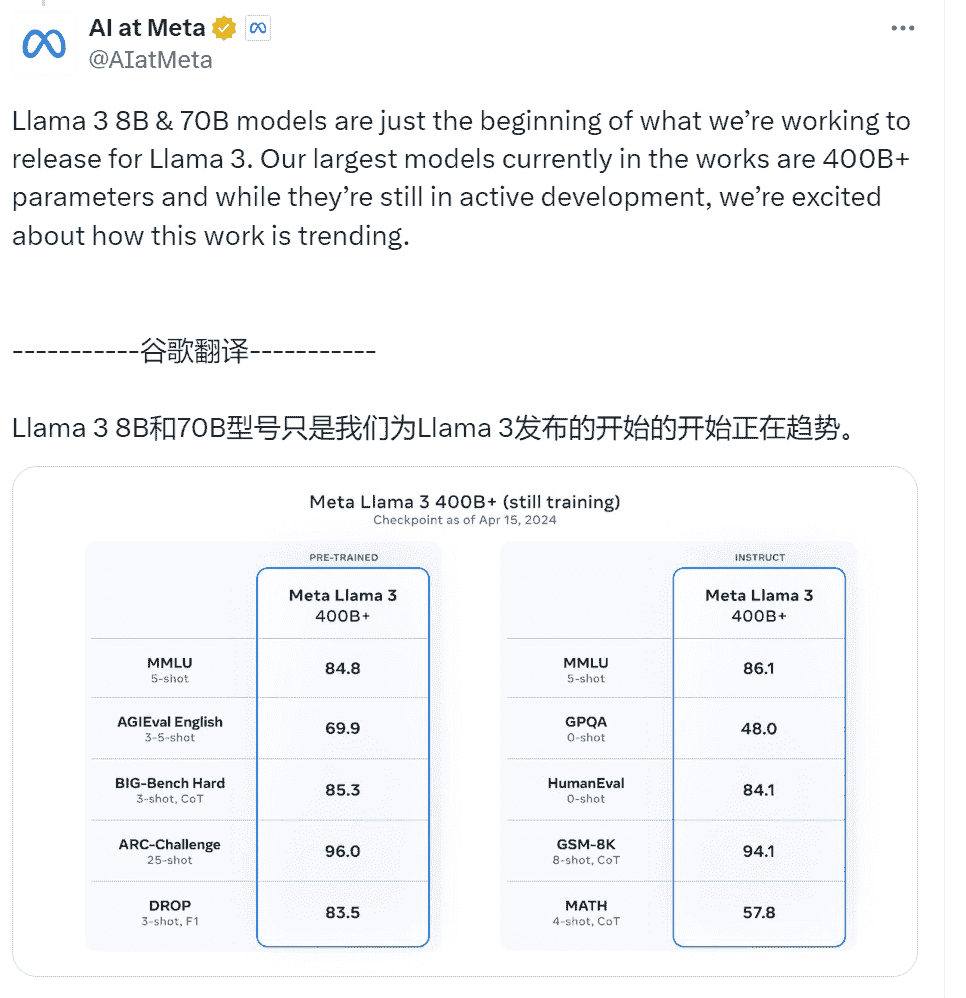 AI at Meta
@AIatMeta
Llama 3 8B & 70B models are just the beginning of what we’re working to
release for Llama 3. Our largest models currently in the works are 400B+
parameters and while they’re still in active development, we’re excited
about how this work is trending.
-----------谷歌翻译-----------
Llama 3 8B和70B型号只是我们为Llama 3发布的开始的开始正在趋势。
Meta Llama 3 400B+ (still training)
Checkpoint as of Apr 15, 2024
PRE-TRAINED
Meta Llama 3
400B+
MMLU
5-shot
84.8
AGIEval English
3-5-shot
69.9
BIG-Bench Hard
3-shot, CoT
85.3
ARC-Challenge
25-shot
96.0
DROP
3-shot, F1
83.5
INSTRUCT
Meta Llama 3
400B+
MMLU
5-shot
86.1
GPQA
0-shot
48.0
HumanEval
0-shot
84.1
GSM-8K
8-shot, CoT
94.1
MATH
4-shot, CoT
57.8